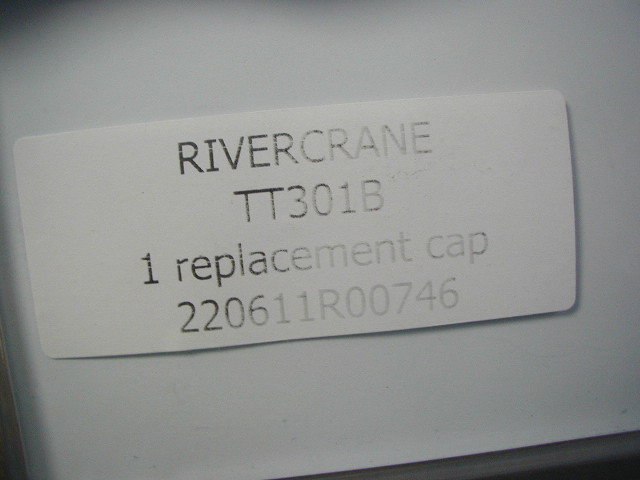 RIVERCRANE
TT301B
1 replacement cap
220611R00746